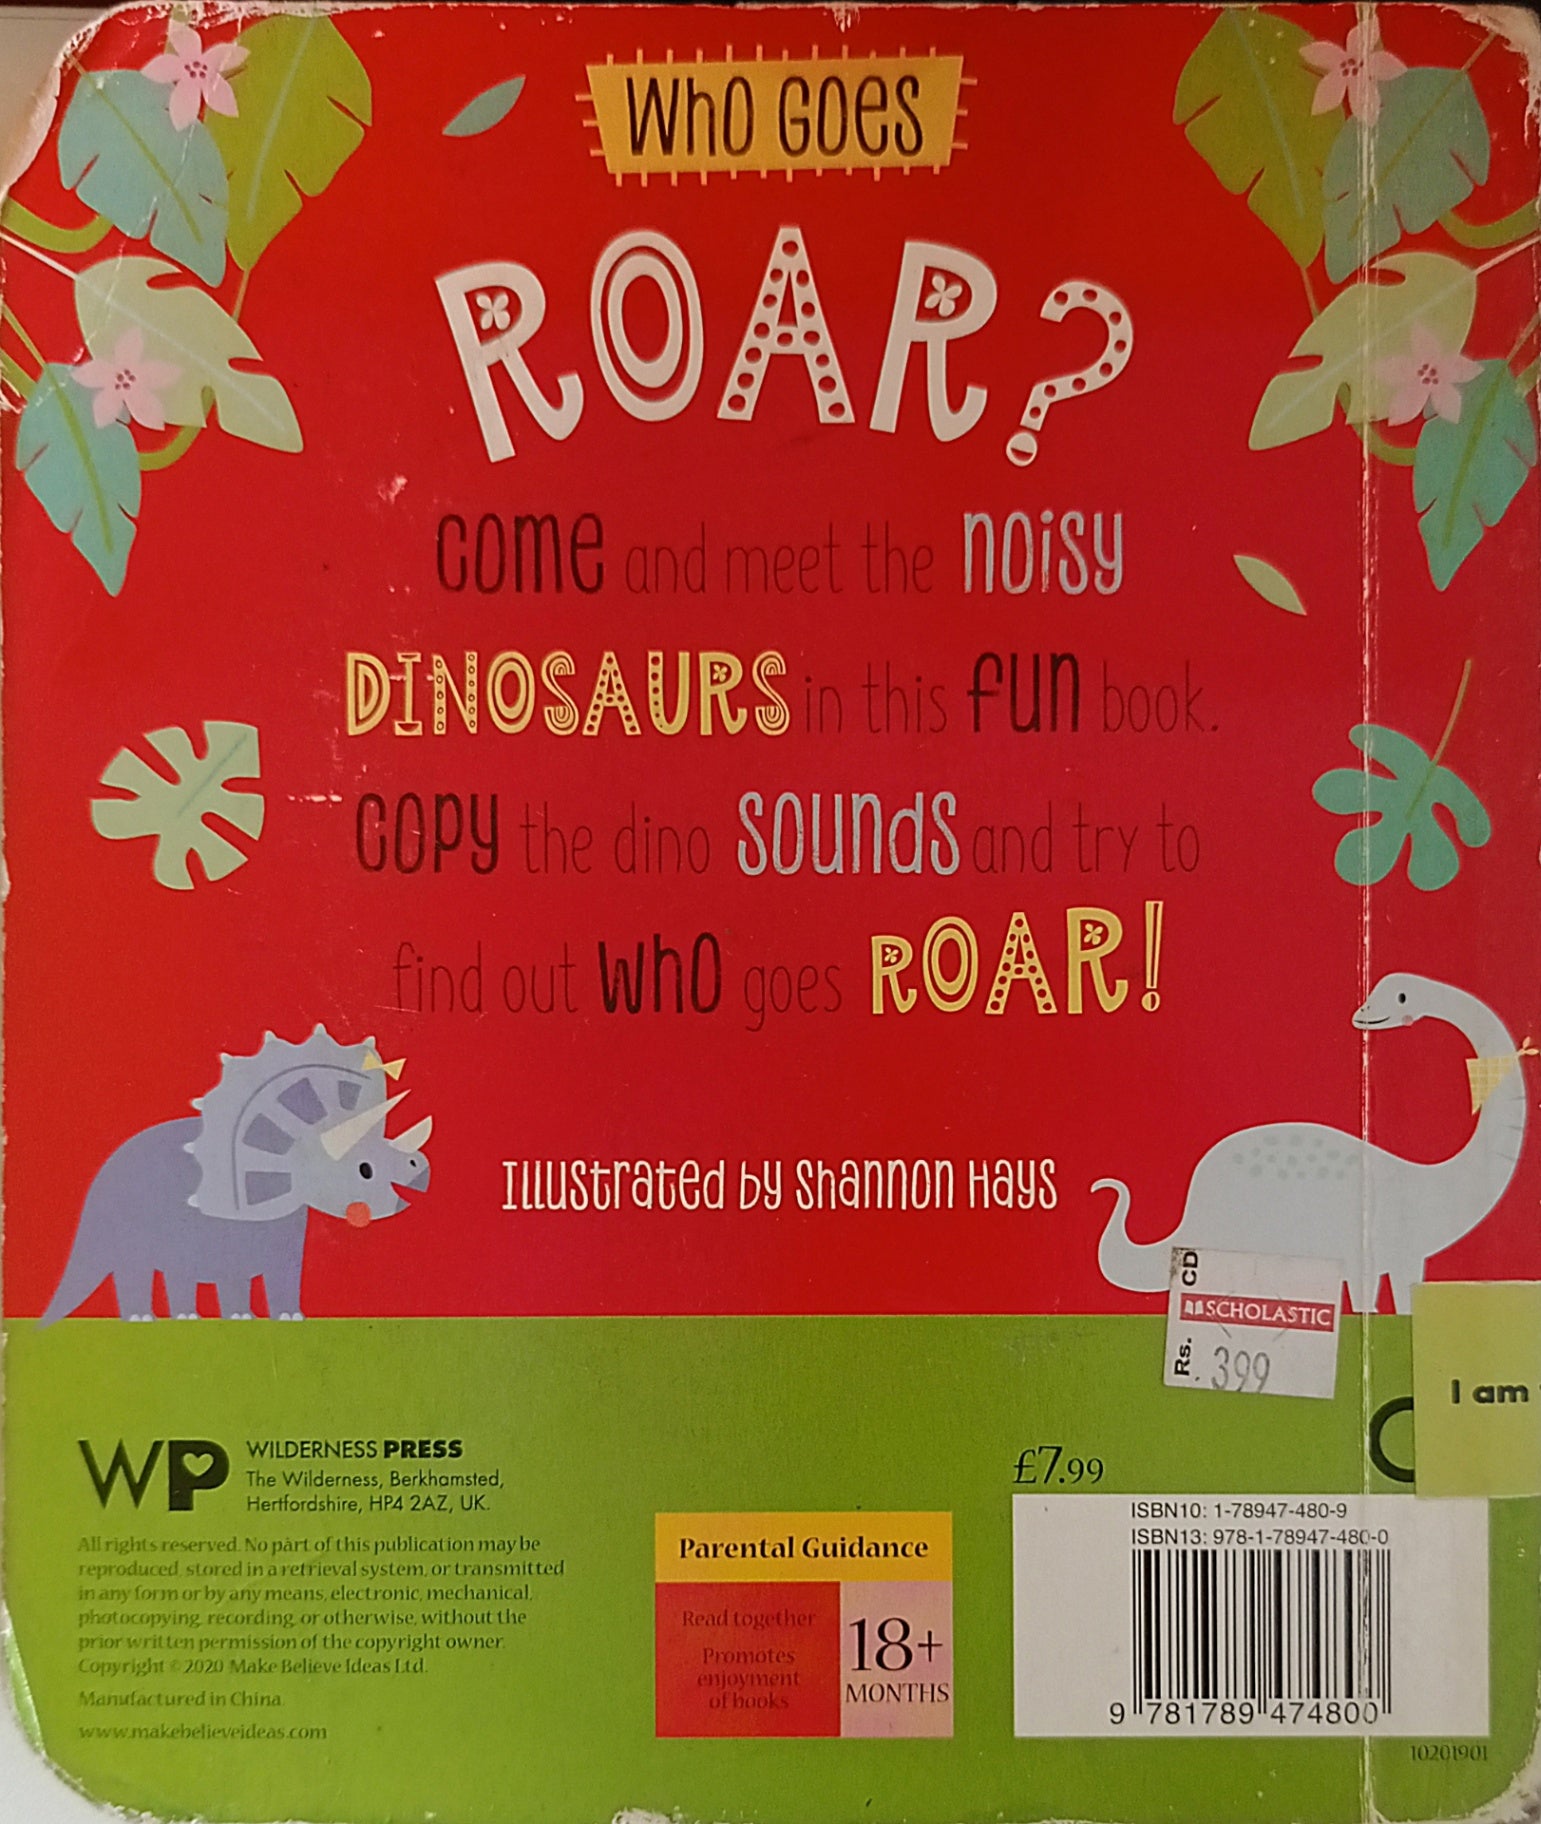 Who Goes
ROAR?
Come and meet the noisy
DINOSAURS in this fun book.
Copy the dino sounds and try to
find out who goes ROAR!
Illustrated by Shannon Hays
CD
SCHOLASTIC
Rs. 399
I am
WP
WILDERNESS PRESS
The Wilderness, Berkhamsted,
Hertfordshire, HP4 2AZ, UK.
All rights reserved. No part of this publication may be
reproduced, stored in a retrieval system, or transmitted
in any form or by any means, electronic, mechanical,
photocopying, recording, or otherwise, without the
prior written permission of the copyright owner.
Copyright © 2020 Make Believe Ideas Ltd.
Manufactured in China.
www.makebelieveideas.com
Parental Guidance
Read together
Promotes
enjoyment
of books
18+
MONTHS
£7.99
ISBN10: 1-78947-480-9
ISBN13: 978-1-78947-480-0
9 781789 474800
10201901